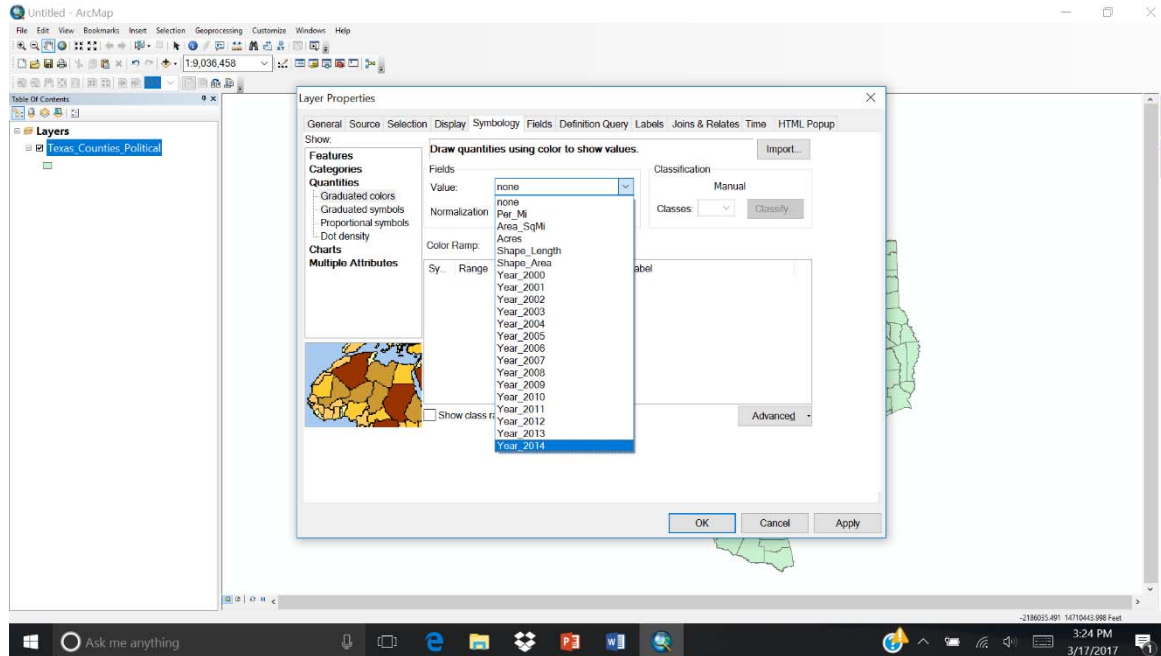 Untitled - ArcMap
File Edit View Bookmarks Insert Selection Geoprocessing Customize Windows Help
1:9,036,458
Table Of Contents
Layers
Texas_Counties_Political
Layer Properties
General Source Selection Display Symbology Fields Definition Query Labels Joins & Relates Time HTML Popup
Show:
Features
Categories
Quantities
Graduated colors
Graduated symbols
Proportional symbols
Dot density
Charts
Multiple Attributes
Draw quantities using color to show values.
Import...
Fields
Value:
none
Normalization
Classification
Manual
Classes:
Classify...
Color Ramp:
Sy... Range
abel
none
Per_Mi
Area_SqMi
Acres
Shape_Length
Shape_Area
Year_2000
Year_2001
Year_2002
Year_2003
Year_2004
Year_2005
Year_2006
Year_2007
Year_2008
Year_2009
Year_2010
Year_2011
Year_2012
Year_2013
Year_2014
Show class ra
Advanced
OK Cancel Apply
-2186035.491 14710443.998 Feet
Ask me anything
3:24 PM
3/17/2017